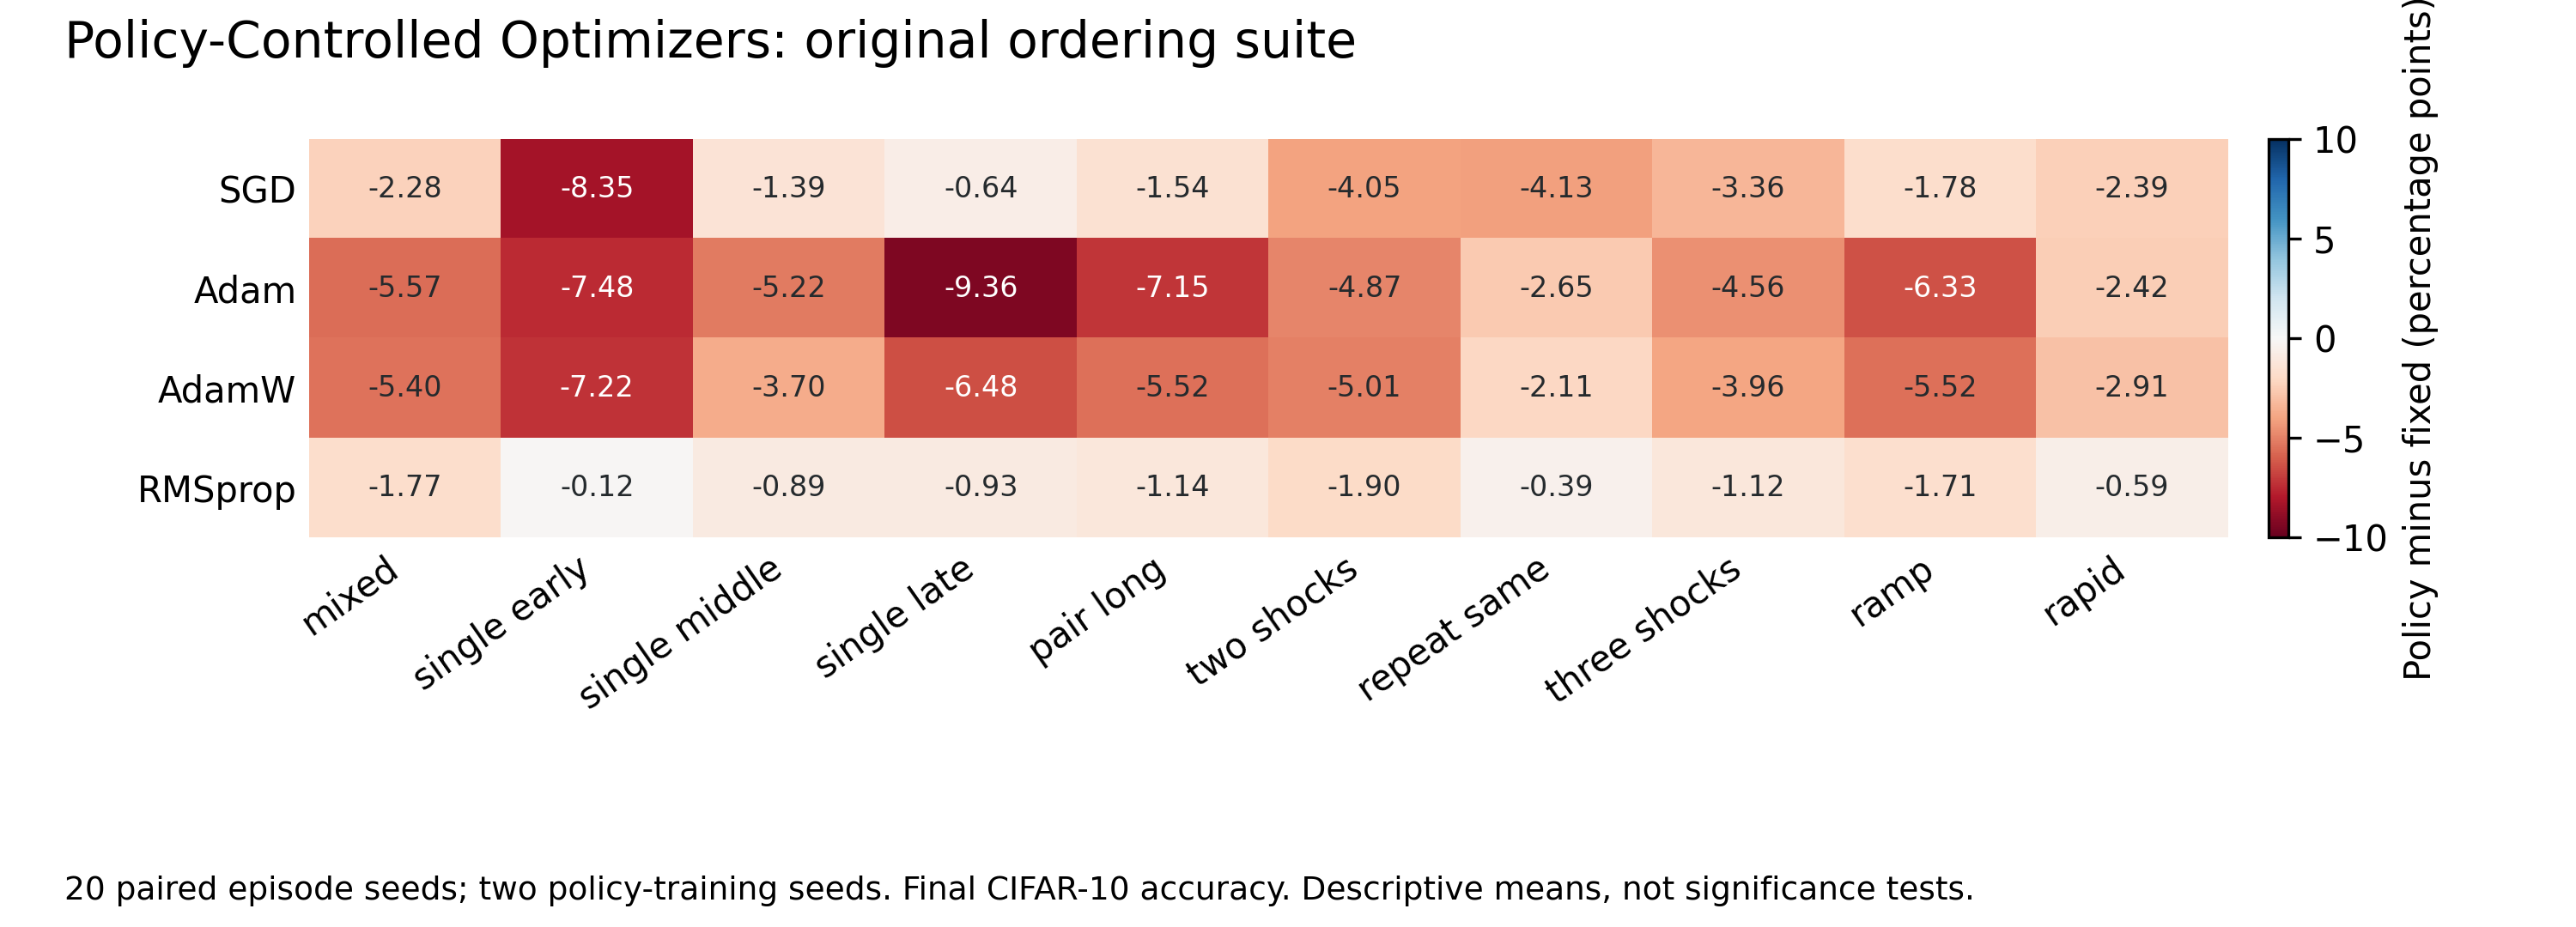 Policy-Controlled Optimizers: original ordering suite
SGD -2.28 -8.35 -1.39 -0.64 -1.54 -4.05 -4.13 -3.36 -1.78 -2.39
Adam -5.57 -7.48 -5.22 -9.36 -7.15 -4.87 -2.65 -4.56 -6.33 -2.42
AdamW -5.40 -7.22 -3.70 -6.48 -5.52 -5.01 -2.11 -3.96 -5.52 -2.91
RMSprop -1.77 -0.12 -0.89 -0.93 -1.14 -1.90 -0.39 -1.12 -1.71 -0.59
mixed
single early
single middle
single late
pair long
two shocks
repeat same
three shocks
ramp
rapid
10
5
0
−5
−10
Policy minus fixed (percentage points)
20 paired episode seeds; two policy-training seeds. Final CIFAR-10 accuracy. Descriptive means, not significance tests.